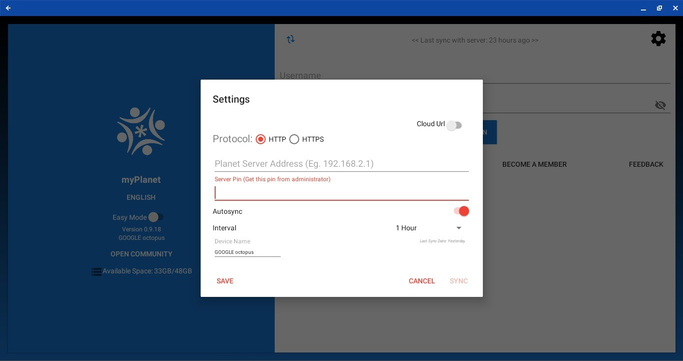 << Last sync with server: 23 hours ago >>
Username
N
BECOME A MEMBER
FEEDBACK
myPlanet
ENGLISH
Easy Mode
Version 0.9.18
GOOGLE octopus
OPEN COMMUNITY
Available Space: 33GB/48GB
Settings
Cloud Url
Protocol: HTTP HTTPS
Planet Server Address (Eg. 192.168.2.1)
Server Pin (Get this pin from administrator)
Autosync
Interval 1 Hour
Device Name
Last Sync Date: Yesterday,
GOOGLE octopus
SAVE CANCEL SYNC